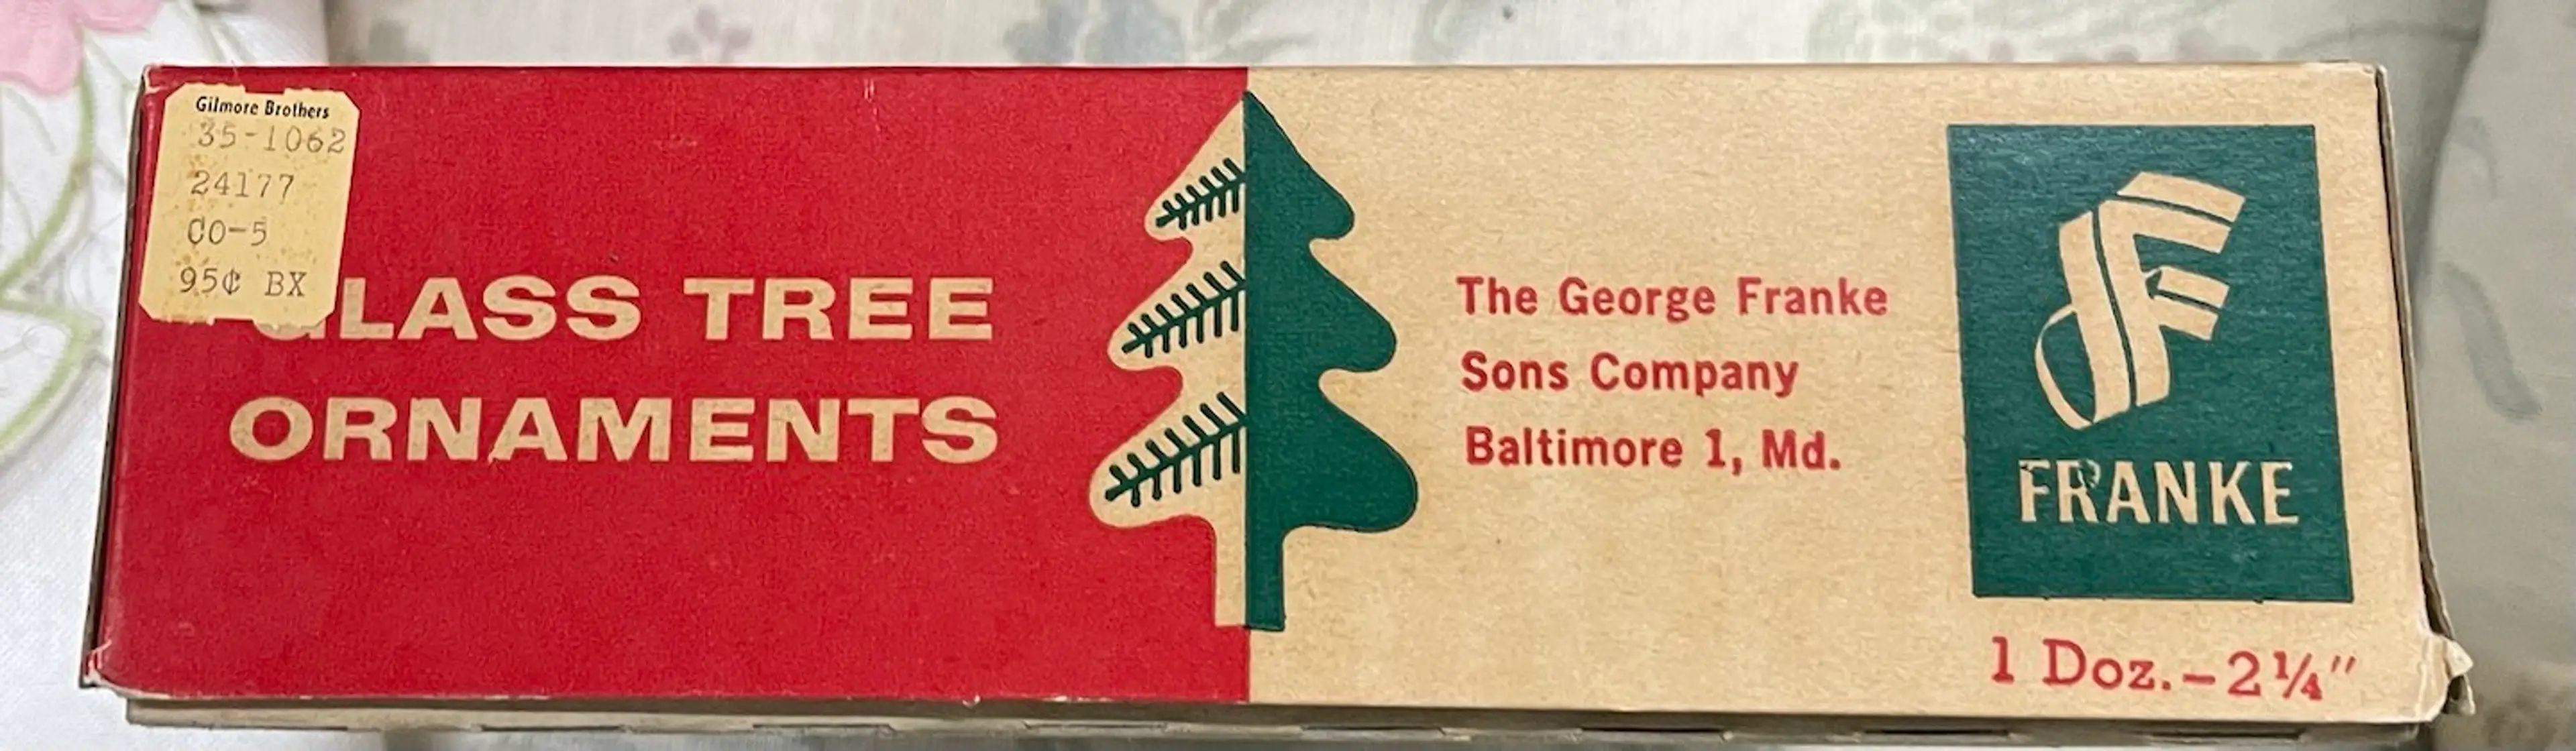 Gilmore Brothers
35-1062
24177
CO-5
95¢ BX
GLASS TREE
ORNAMENTS
The George Franke
Sons Company
Baltimore 1, Md.
F
FRANKE
1 Doz.-2¼"